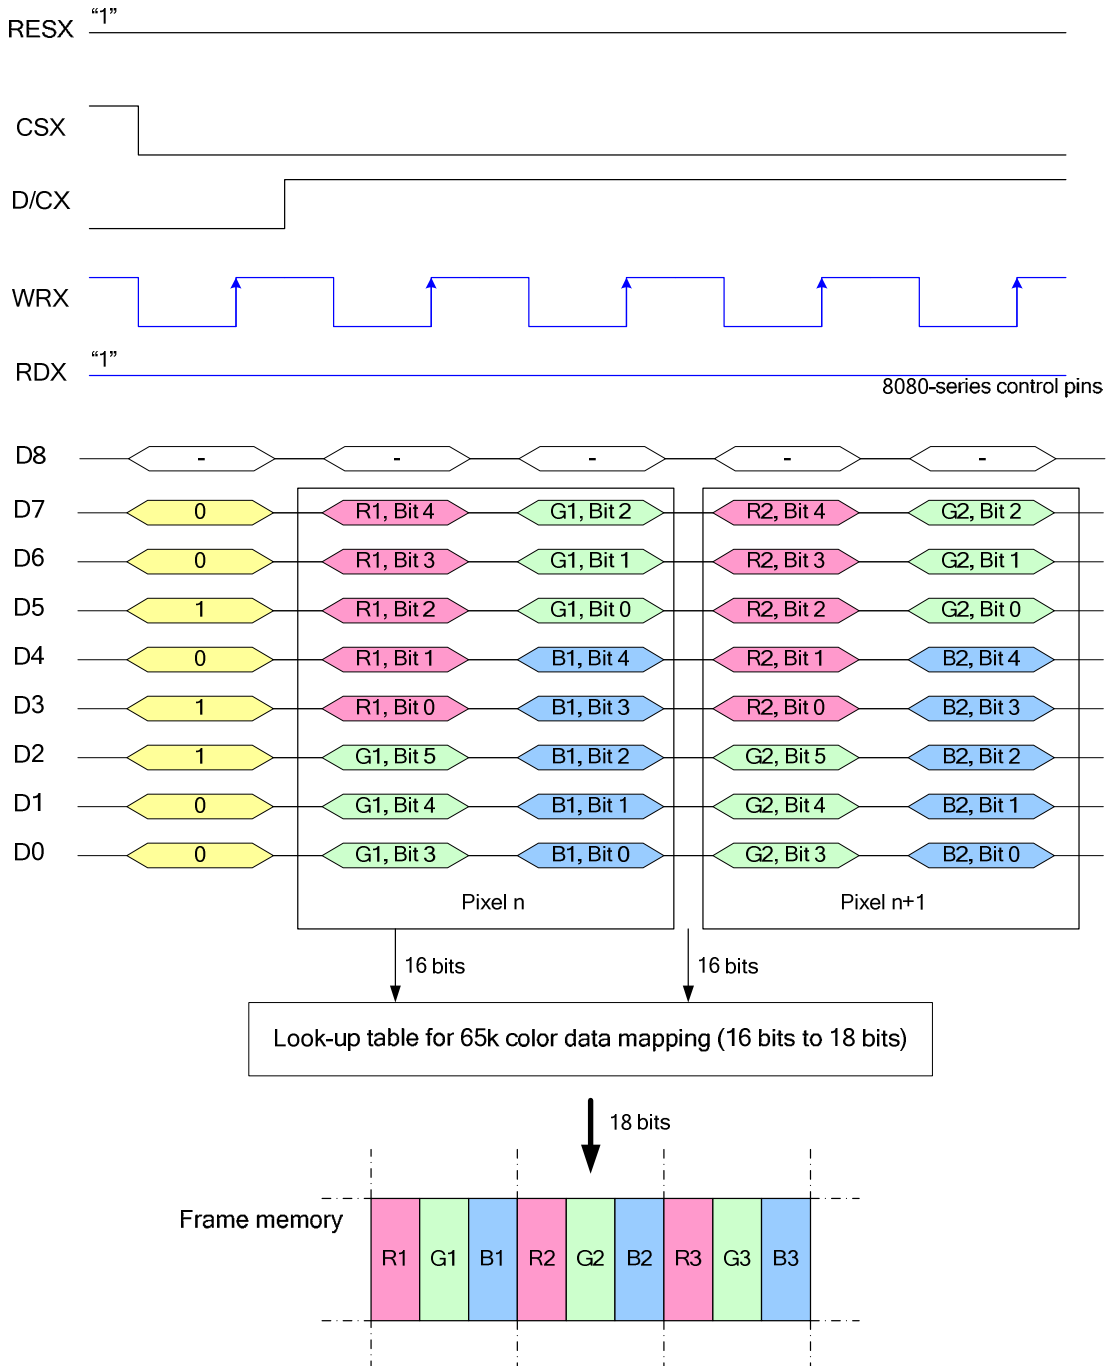 RESX "1"
CSX
D/CX
WRX
RDX "1"
8080-series control pins
D8 - - - - -
D7 0 R1, Bit 4 G1, Bit 2 R2, Bit 4 G2, Bit 2
D6 0 R1, Bit 3 G1, Bit 1 R2, Bit 3 G2, Bit 1
D5 1 R1, Bit 2 G1, Bit 0 R2, Bit 2 G2, Bit 0
D4 0 R1, Bit 1 B1, Bit 4 R2, Bit 1 B2, Bit 4
D3 1 R1, Bit 0 B1, Bit 3 R2, Bit 0 B2, Bit 3
D2 1 G1, Bit 5 B1, Bit 2 G2, Bit 5 B2, Bit 2
D1 0 G1, Bit 4 B1, Bit 1 G2, Bit 4 B2, Bit 1
D0 0 G1, Bit 3 B1, Bit 0 G2, Bit 3 B2, Bit 0
Pixel n Pixel n+1
16 bits 16 bits
Look-up table for 65k color data mapping (16 bits to 18 bits)
18 bits
Frame memory
R1 G1 B1 R2 G2 B2 R3 G3 B3